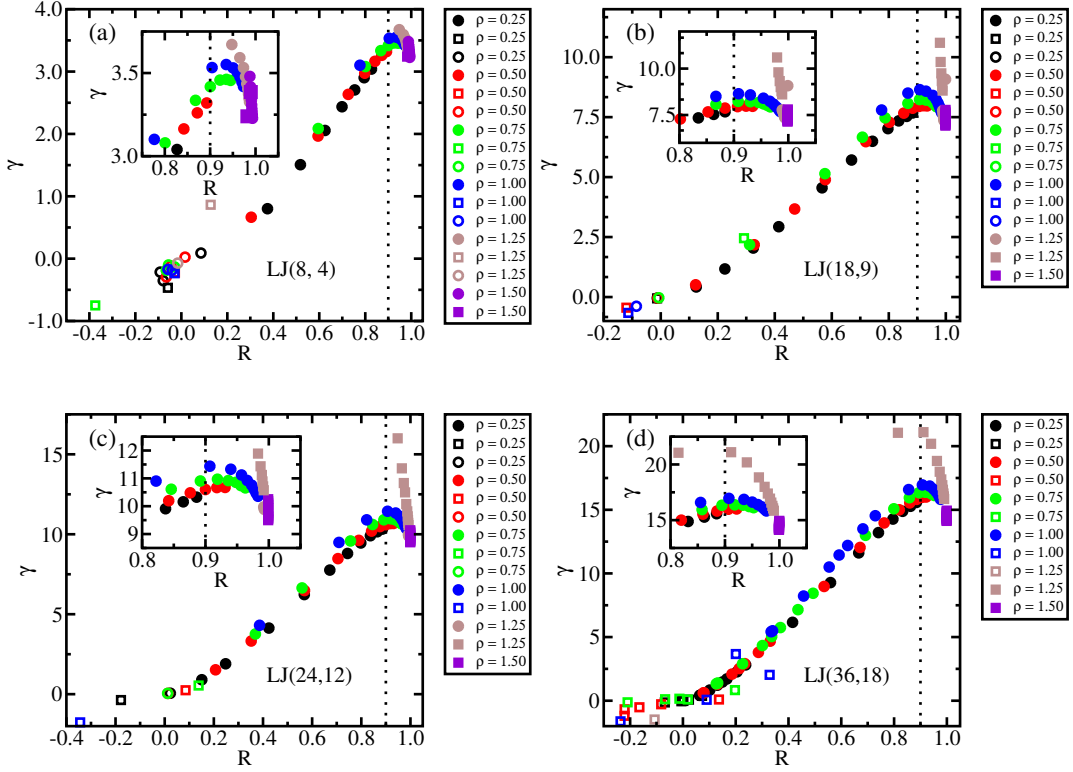 (a)
4.0
3.0
2.0
1.0
0.0
-1.0
γ
3.5
3.0
γ
0.8 0.9 1.0
R
LJ(8, 4)
-0.4 -0.2 0.0 0.2 0.4 0.6 0.8 1.0
R
ρ = 0.25
ρ = 0.25
ρ = 0.25
ρ = 0.50
ρ = 0.50
ρ = 0.50
ρ = 0.75
ρ = 0.75
ρ = 0.75
ρ = 1.00
ρ = 1.00
ρ = 1.00
ρ = 1.25
ρ = 1.25
ρ = 1.25
ρ = 1.50
ρ = 1.50
(b)
10.0
7.5
5.0
2.5
0.0
γ
10.0
7.5
γ
0.8 0.9 1.0
R
LJ(18,9)
-0.2 0.0 0.2 0.4 0.6 0.8 1.0
R
ρ = 0.25
ρ = 0.25
ρ = 0.25
ρ = 0.50
ρ = 0.50
ρ = 0.50
ρ = 0.75
ρ = 0.75
ρ = 0.75
ρ = 1.00
ρ = 1.00
ρ = 1.00
ρ = 1.25
ρ = 1.25
ρ = 1.50
(c)
15
10
5
0
γ
12
11
10
9
γ
0.8 0.9 1.0
R
LJ(24,12)
-0.4 -0.2 0.0 0.2 0.4 0.6 0.8 1.0
R
ρ = 0.25
ρ = 0.25
ρ = 0.25
ρ = 0.50
ρ = 0.50
ρ = 0.50
ρ = 0.75
ρ = 0.75
ρ = 0.75
ρ = 1.00
ρ = 1.00
ρ = 1.25
ρ = 1.25
ρ = 1.50
(d)
20
15
10
5
0
γ
20
15
γ
0.8 0.9 1.0
R
LJ(36,18)
-0.2 0.0 0.2 0.4 0.6 0.8 1.0
R
ρ = 0.25
ρ = 0.25
ρ = 0.50
ρ = 0.50
ρ = 0.75
ρ = 0.75
ρ = 1.00
ρ = 1.00
ρ = 1.25
ρ = 1.25
ρ = 1.50